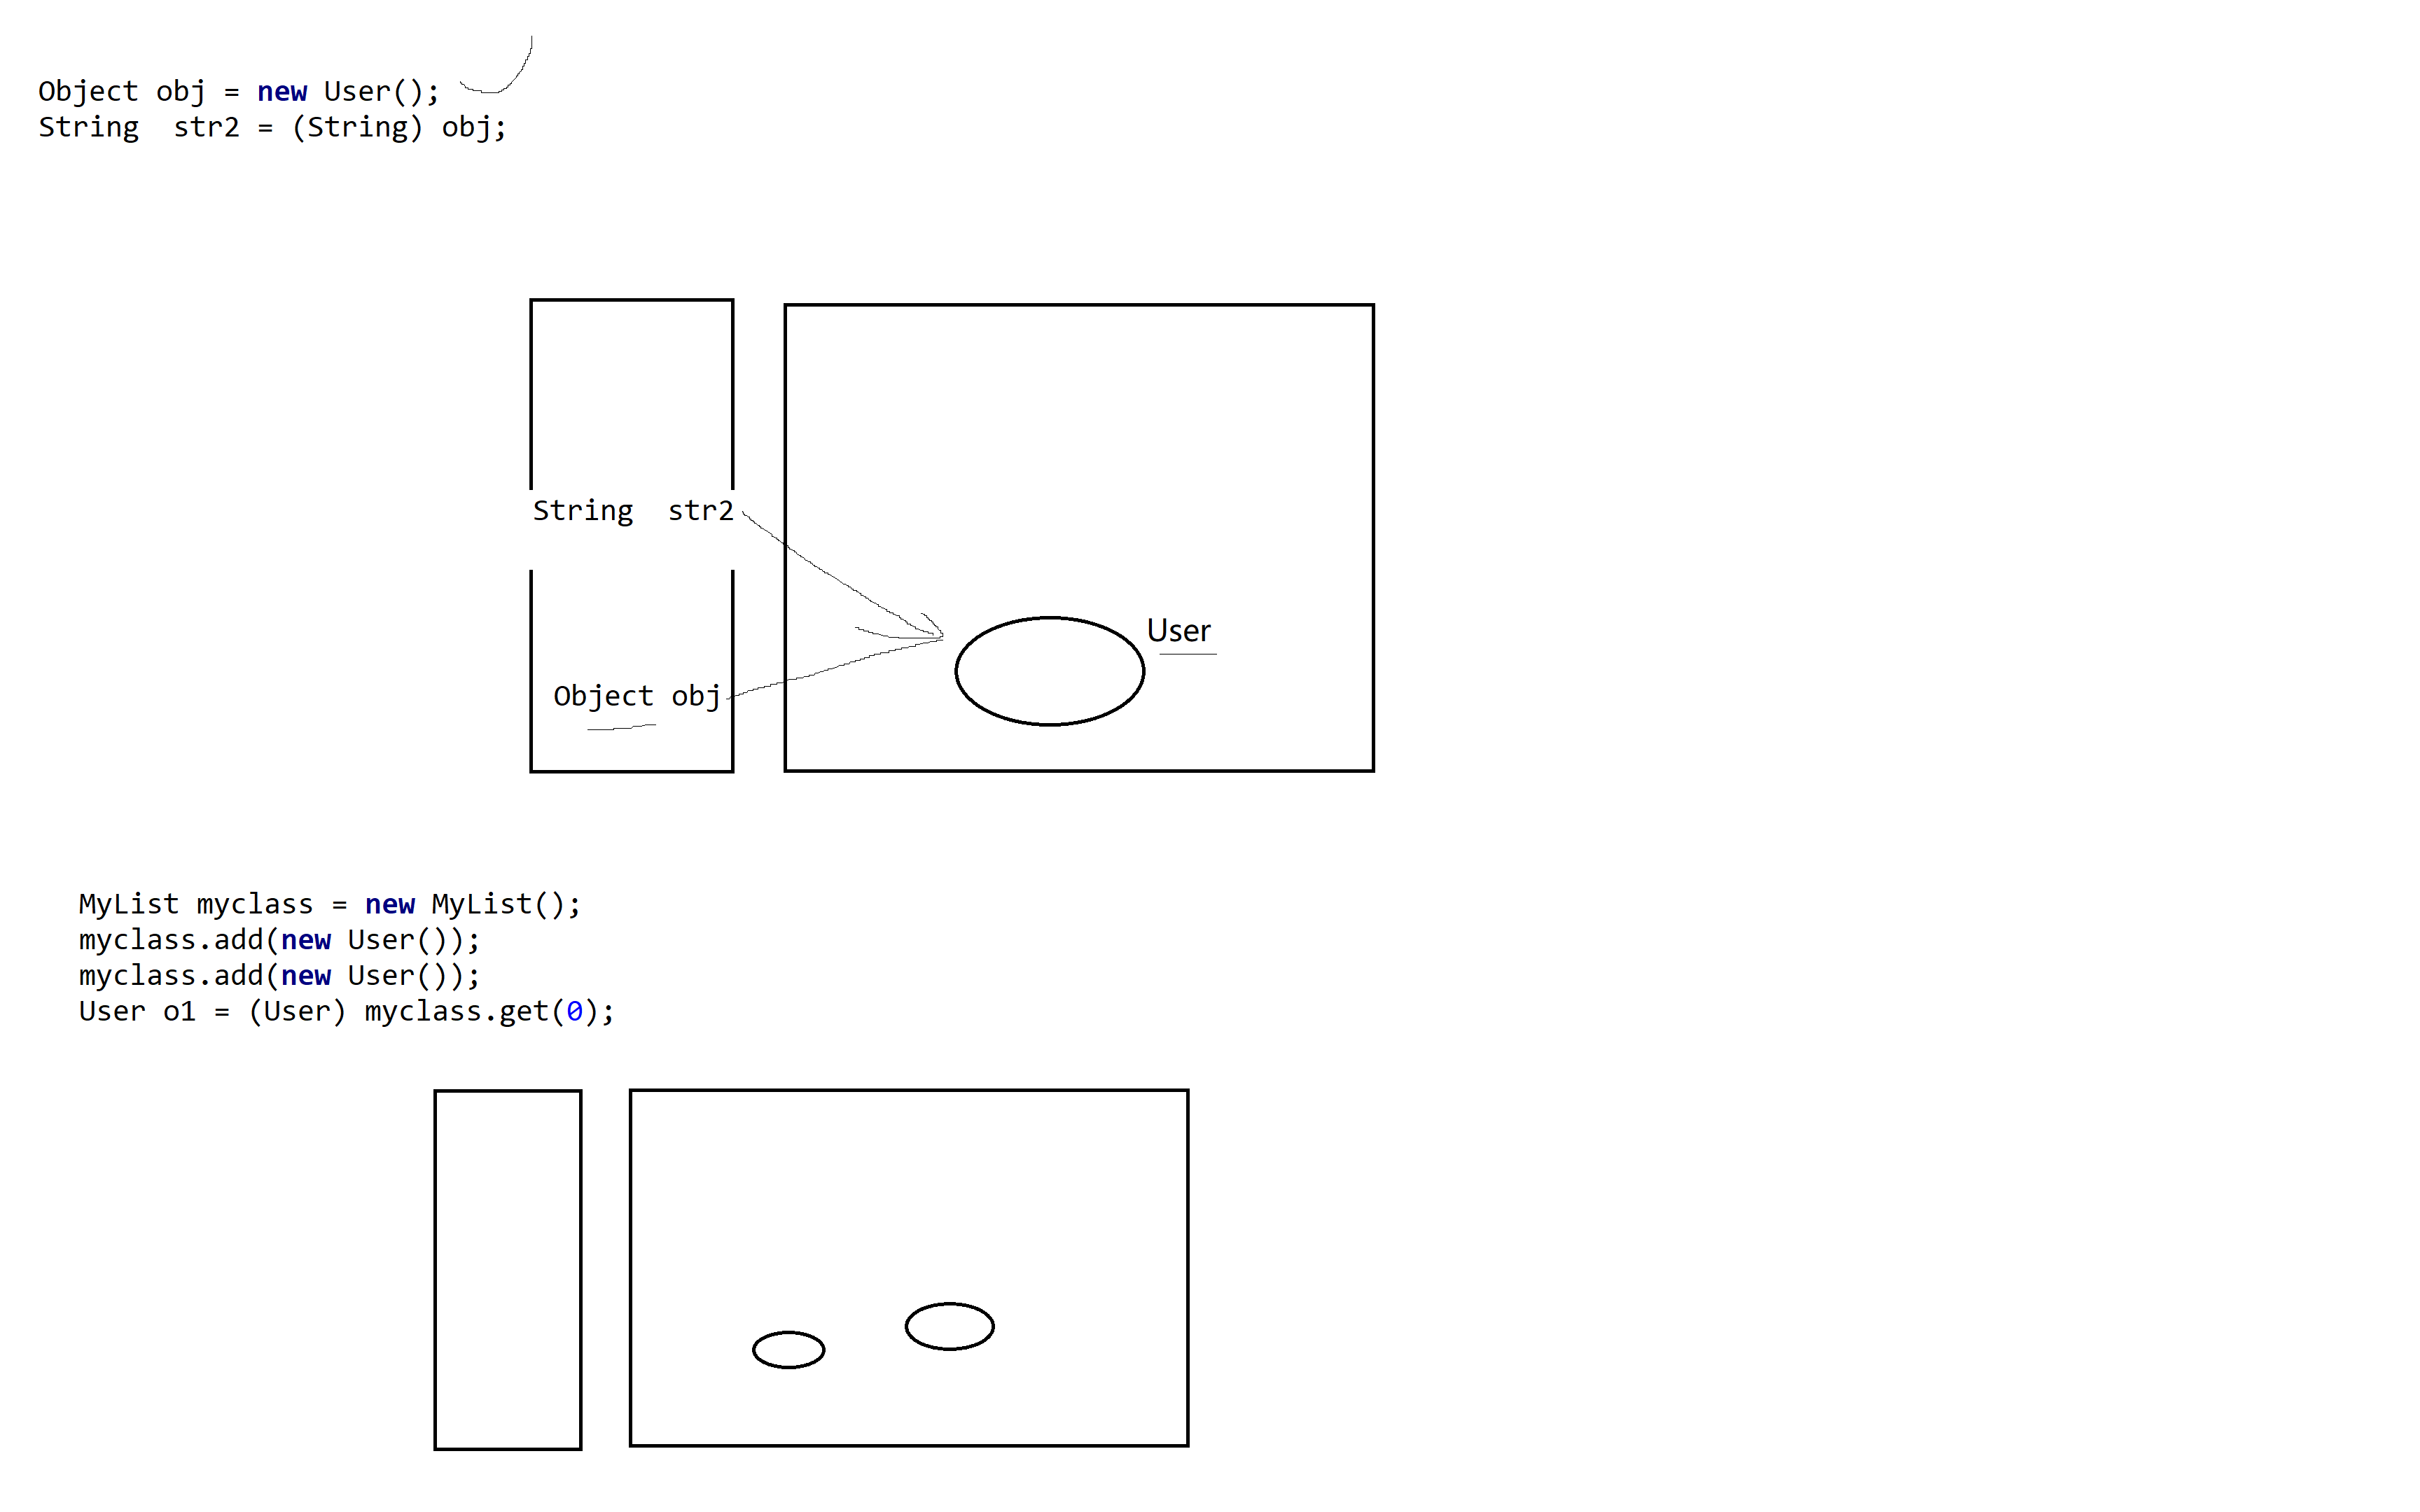 Object obj = new User();
String  str2 = (String) obj;
String  str2
User
Object obj
MyList myclass = new MyList();
myclass.add(new User());
myclass.add(new User());
User o1 = (User) myclass.get(0);